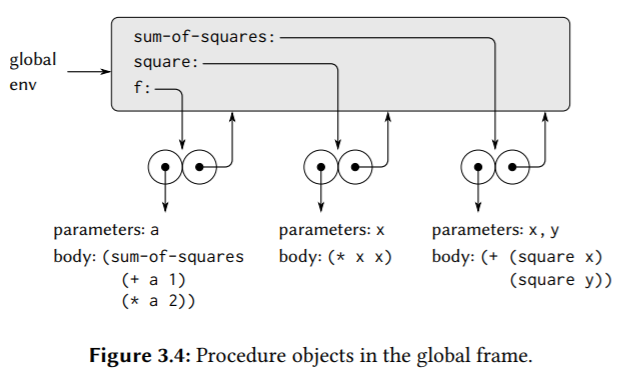 sum-of-squares:
global
env
square:
f:
parameters: a
body: (sum-of-squares
(+ a 1)
(* a 2))
parameters: x
body: (* x x)
parameters: x, y
body: (+ (square x)
(square y))
Figure 3.4: Procedure objects in the global frame.